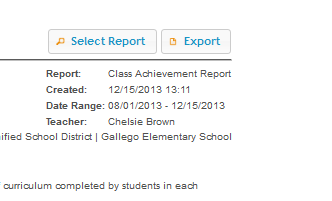 Select Report Export
Report: Class Achievement Report
Created: 12/15/2013 13:11
Date Range: 08/01/2013 - 12/15/2013
Teacher: Chelsie Brown
School District | Gallego Elementary School
curriculum completed by students in each